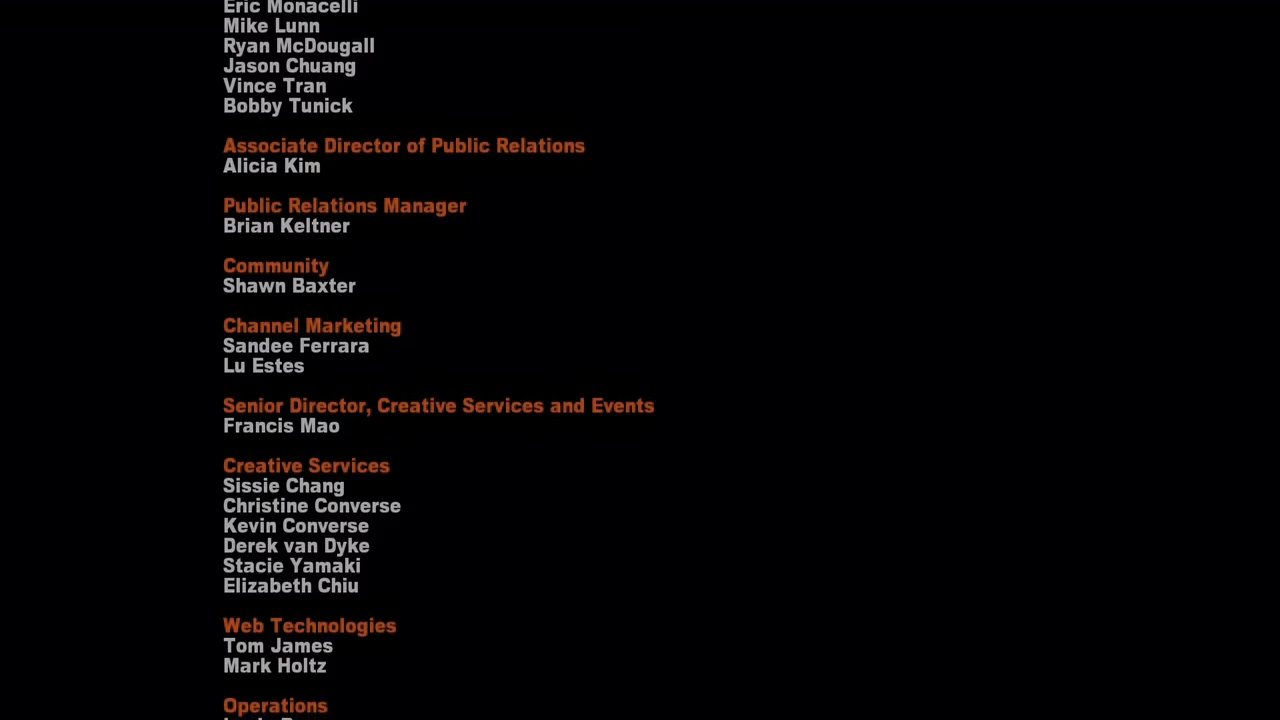 Eric Monacelli
Mike Lunn
Ryan McDougall
Jason Chuang
Vince Tran
Bobby Tunick
Associate Director of Public Relations
Alicia Kim
Public Relations Manager
Brian Keltner
Community
Shawn Baxter
Channel Marketing
Sandee Ferrara
Lu Estes
Senior Director, Creative Services and Events
Francis Mao
Creative Services
Sissie Chang
Christine Converse
Kevin Converse
Derek van Dyke
Stacie Yamaki
Elizabeth Chiu
Web Technologies
Tom James
Mark Holtz
Operations